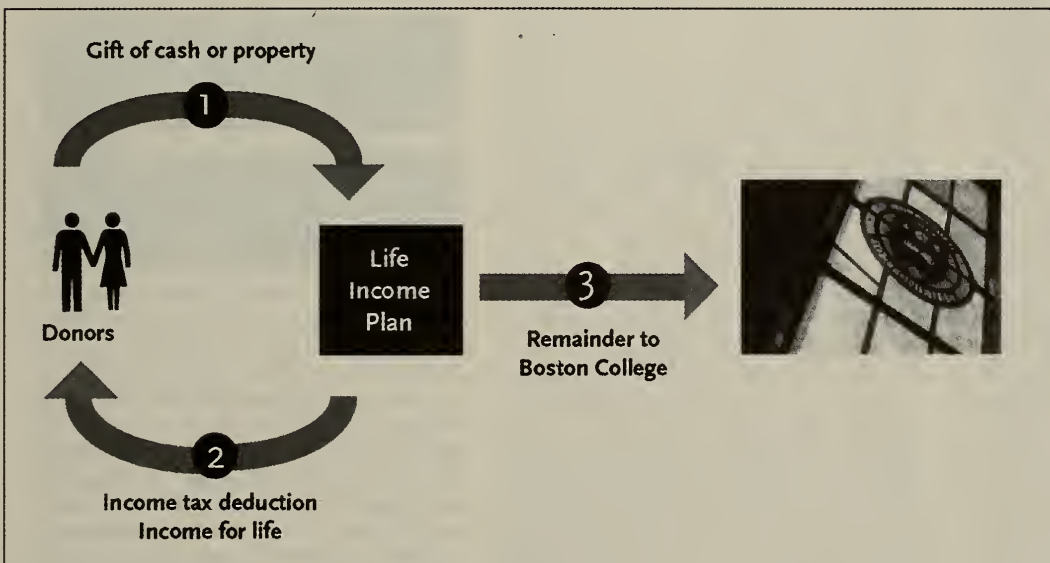 Gift of cash or property
1
Donors
Life
Income
Plan
3
Remainder to
Boston College
2
Income tax deduction
Income for life